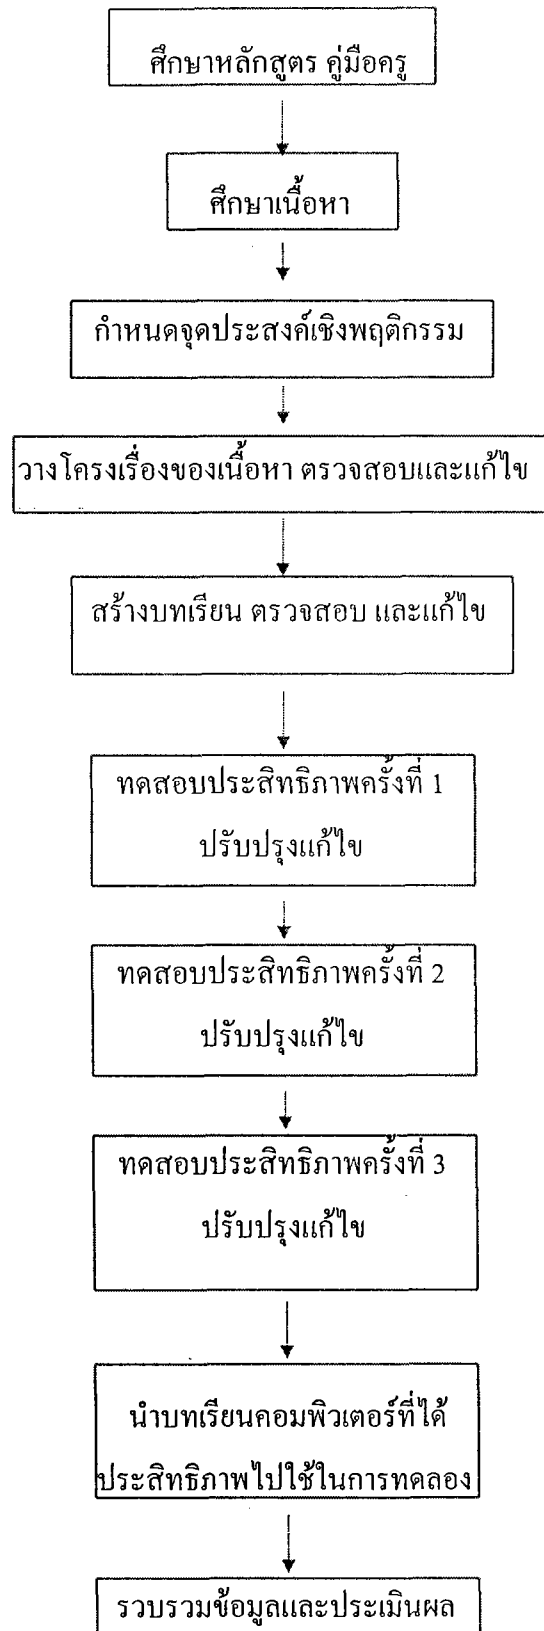 ศึกษาหลักสูตร คู่มือครู
ศึกษาเนื้อหา
กำหนดจุดประสงค์เชิงพฤติกรรม
วางโครงเรื่องของเนื้อหา ตรวจสอบและแก้ไข
สร้างบทเรียน ตรวจสอบ และแก้ไข
ทดสอบประสิทธิภาพครั้งที่ 1
ปรับปรุงแก้ไข
ทดสอบประสิทธิภาพครั้งที่ 2
ปรับปรุงแก้ไข
ทดสอบประสิทธิภาพครั้งที่ 3
ปรับปรุงแก้ไข
นำบทเรียนคอมพิวเตอร์ที่ได้
ประสิทธิภาพไปใช้ในการทดลอง
รวบรวมข้อมูลและประเมินผล